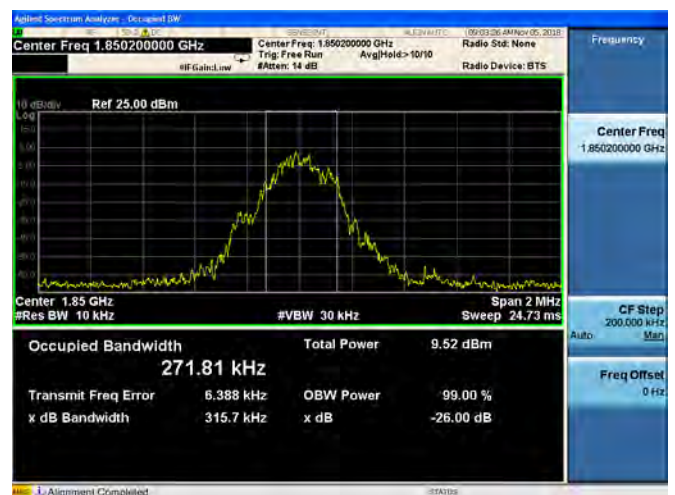 Agilent Spectrum Analyzer - Occupied BW
Center Freq 1.850200000 GHz
#IFGain:Low
Center Freq: 1.850200000 GHz
Trig: Free Run Avg|Hold:>10/10
#Atten: 14 dB
09:03:26 AM Nov 05, 2018
Radio Std: None
Radio Device: BTS
Frequency
10 dB/div Ref 25.00 dBm
Log
Center Freq
1.850200000 GHz
Center 1.85 GHz Span 2 MHz
#Res BW 10 kHz #VBW 30 kHz Sweep 24.73 ms
CF Step
200.000 kHz
Auto Man
Occupied Bandwidth Total Power 9.52 dBm
271.81 kHz
Transmit Freq Error 6.388 kHz OBW Power 99.00 %
x dB Bandwidth 315.7 kHz x dB -26.00 dB
Freq Offset
0 Hz
Alignment Completed
STATUS